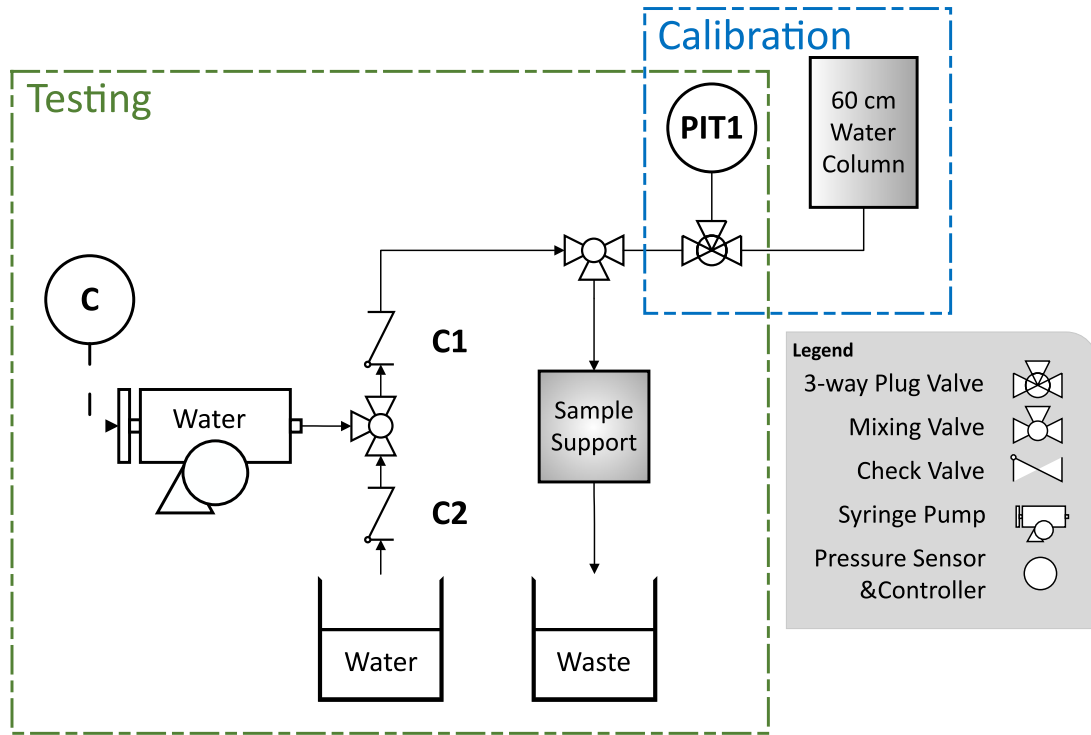 Calibration
Testing
60 cm
Water
Column
PIT1
C
C1
Water
Sample
Support
C2
Water
Waste
Legend
3-way Plug Valve
Mixing Valve
Check Valve
Syringe Pump
Pressure Sensor
&Controller